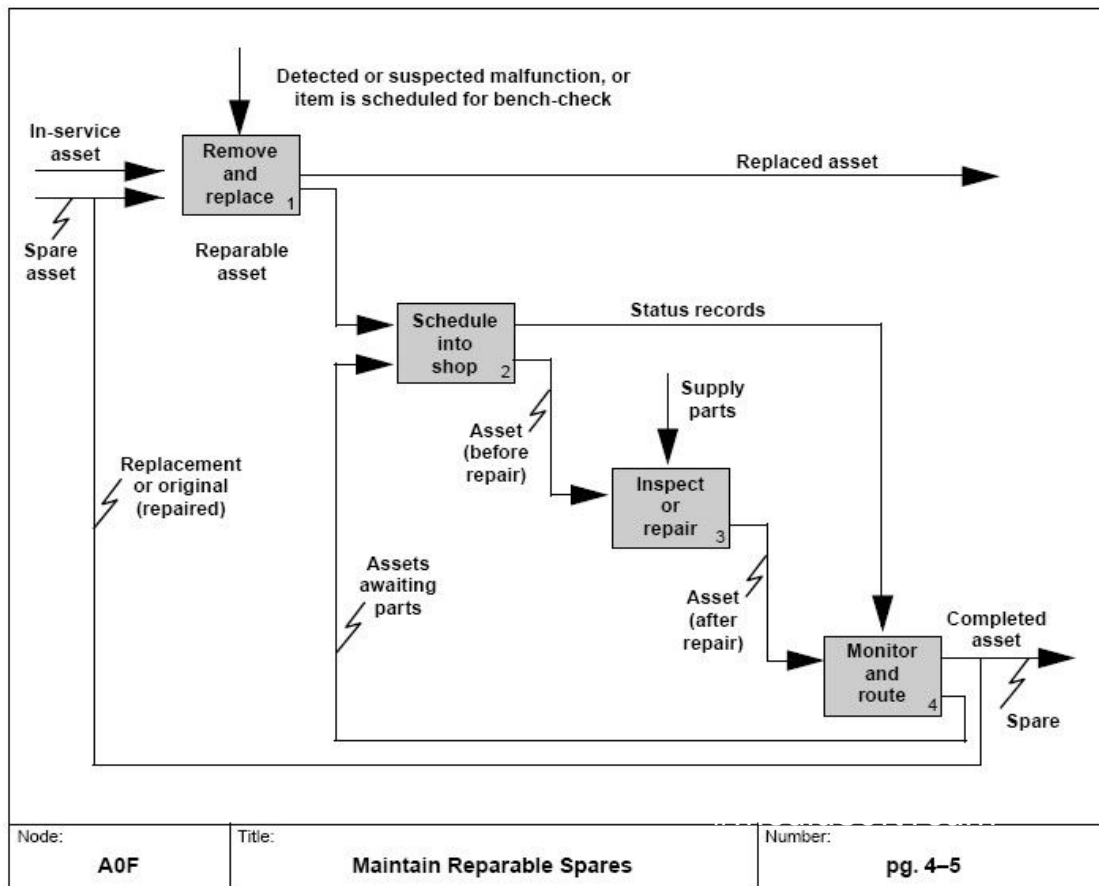 Detected or suspected malfunction, or
item is scheduled for bench-check
In-service
asset
Remove
and
replace
1
Replaced asset
Spare
asset
Reparable
asset
Schedule
into
shop
2
Status records
Supply
parts
Asset
(before
repair)
Replacement
or original
(repaired)
Inspect
or
repair
3
Assets
awaiting
parts
Asset
(after
repair)
Monitor
and
route
4
Completed
asset
Spare
Node:
A0F
Title:
Maintain Reparable Spares
Number:
pg. 4–5